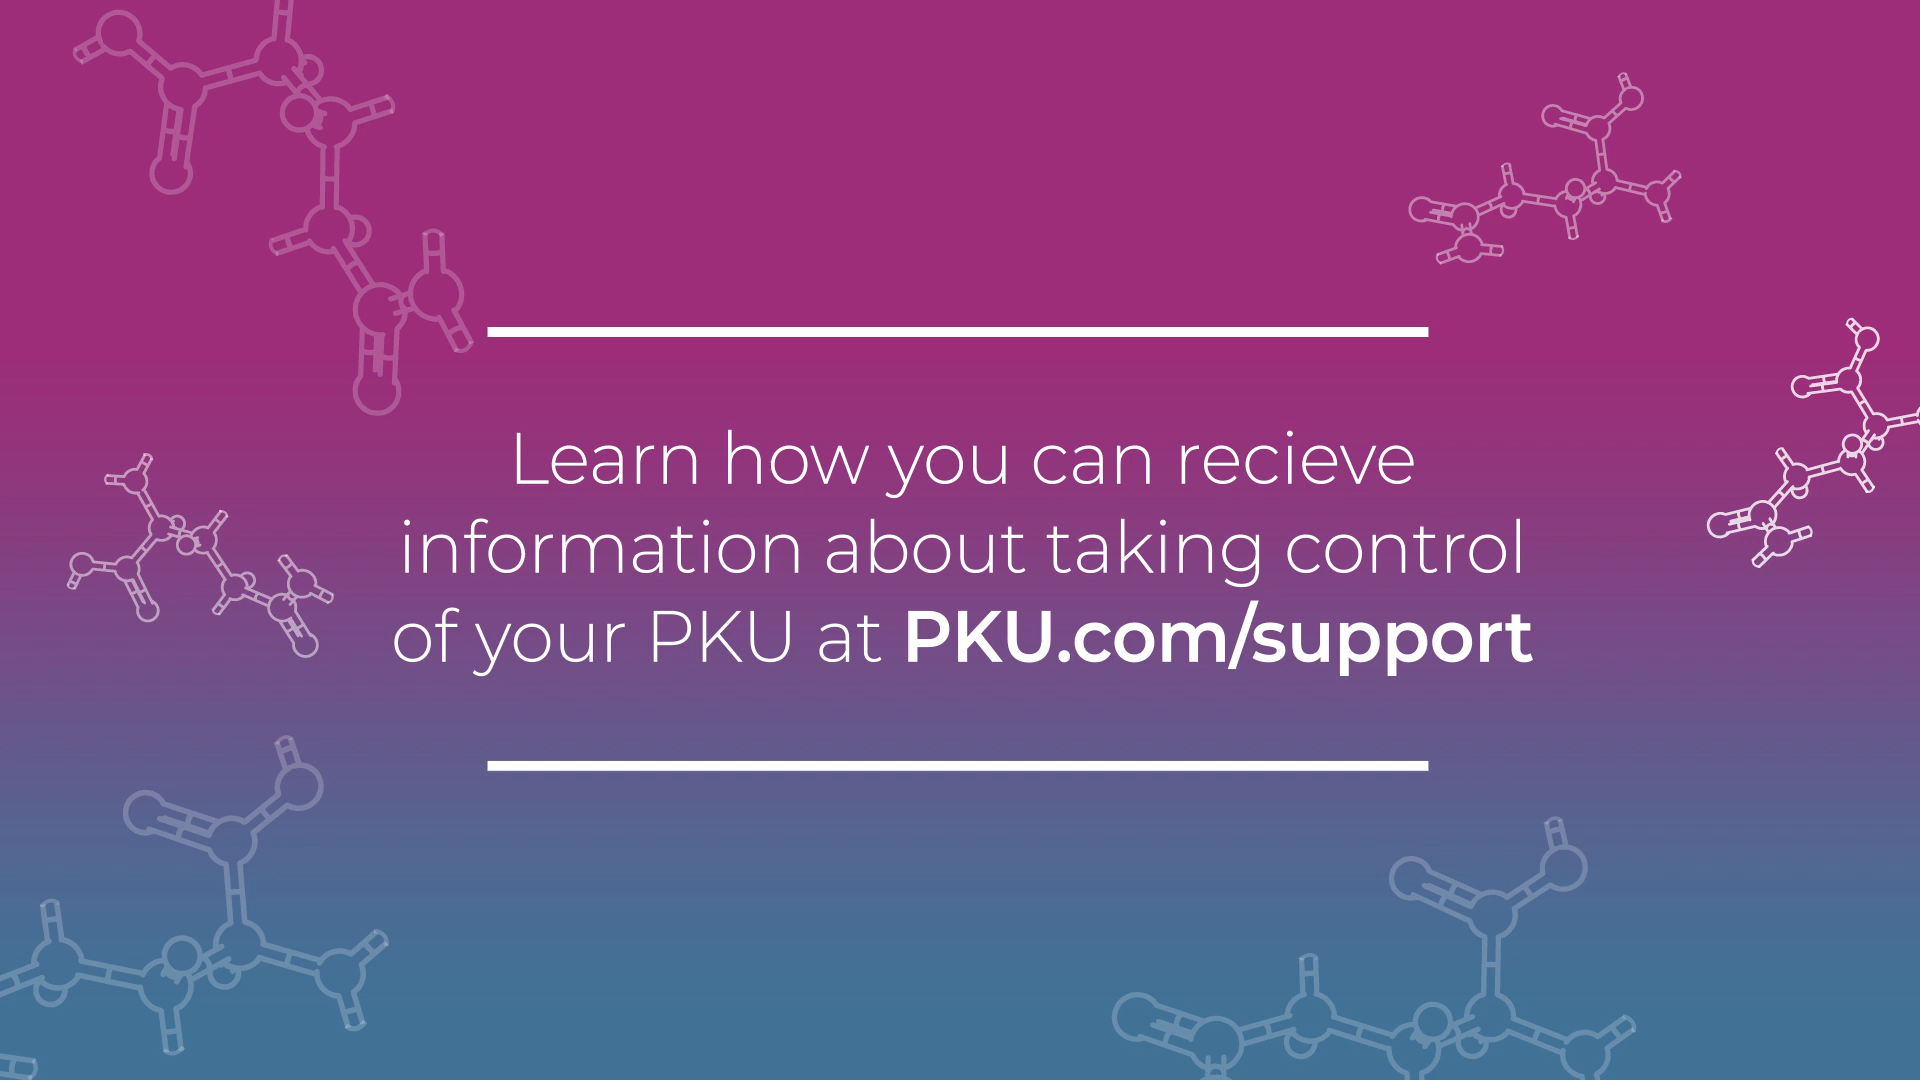 Learn how you can recieve
information about taking control
of your PKU at PKU.com/support